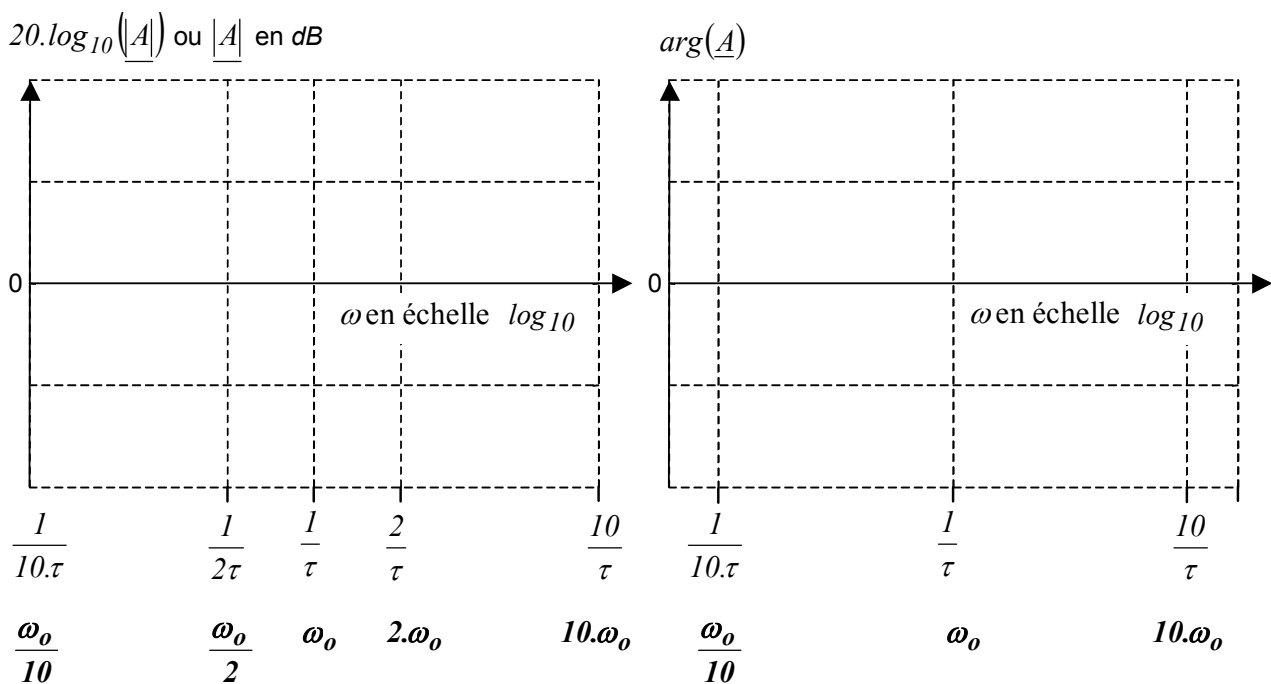 20.log10(|A|) ou |A| en dB
arg(A)
0
ω en échelle log10
0
ω en échelle log10
1/10.τ 1/2τ 1/τ 2/τ 10/τ
1/10.τ 1/τ 10/τ
ωo/10 ωo/2 ωo 2.ωo 10.ωo
ωo/10 ωo 10.ωo